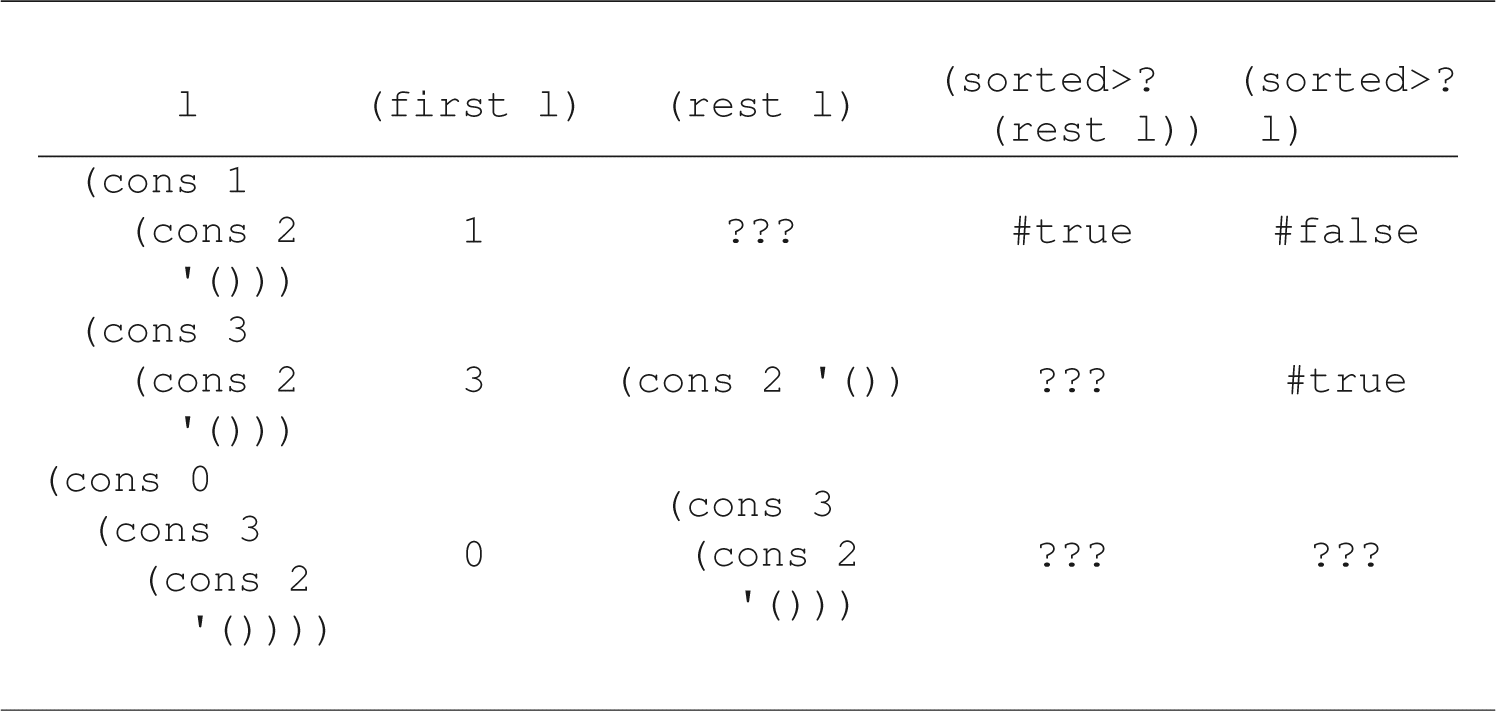 l (first l) (rest l) (sorted>? (rest l)) (sorted>? l)
(cons 1
(cons 2 1 ??? #true #false
'()))
(cons 3
(cons 2 3 (cons 2 '()) ??? #true
'()))
(cons 0
(cons 3
(cons 2
'())))
0
(cons 3
(cons 2
'()))
???
???